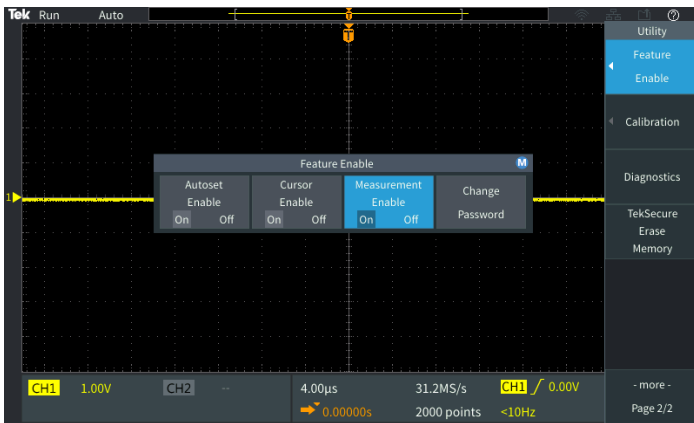 Tek Run Auto
T
Utility
Feature
Enable
Calibration
Diagnostics
TekSecure
Erase
Memory
- more -
Page 2/2
Feature Enable M
Autoset
Enable
On Off
Cursor
Enable
On Off
Measurement
Enable
On Off
Change
Password
1
CH1 1.00V CH2 -- 4.00µs 31.2MS/s CH1 0.00V
0.00000s 2000 points <10Hz